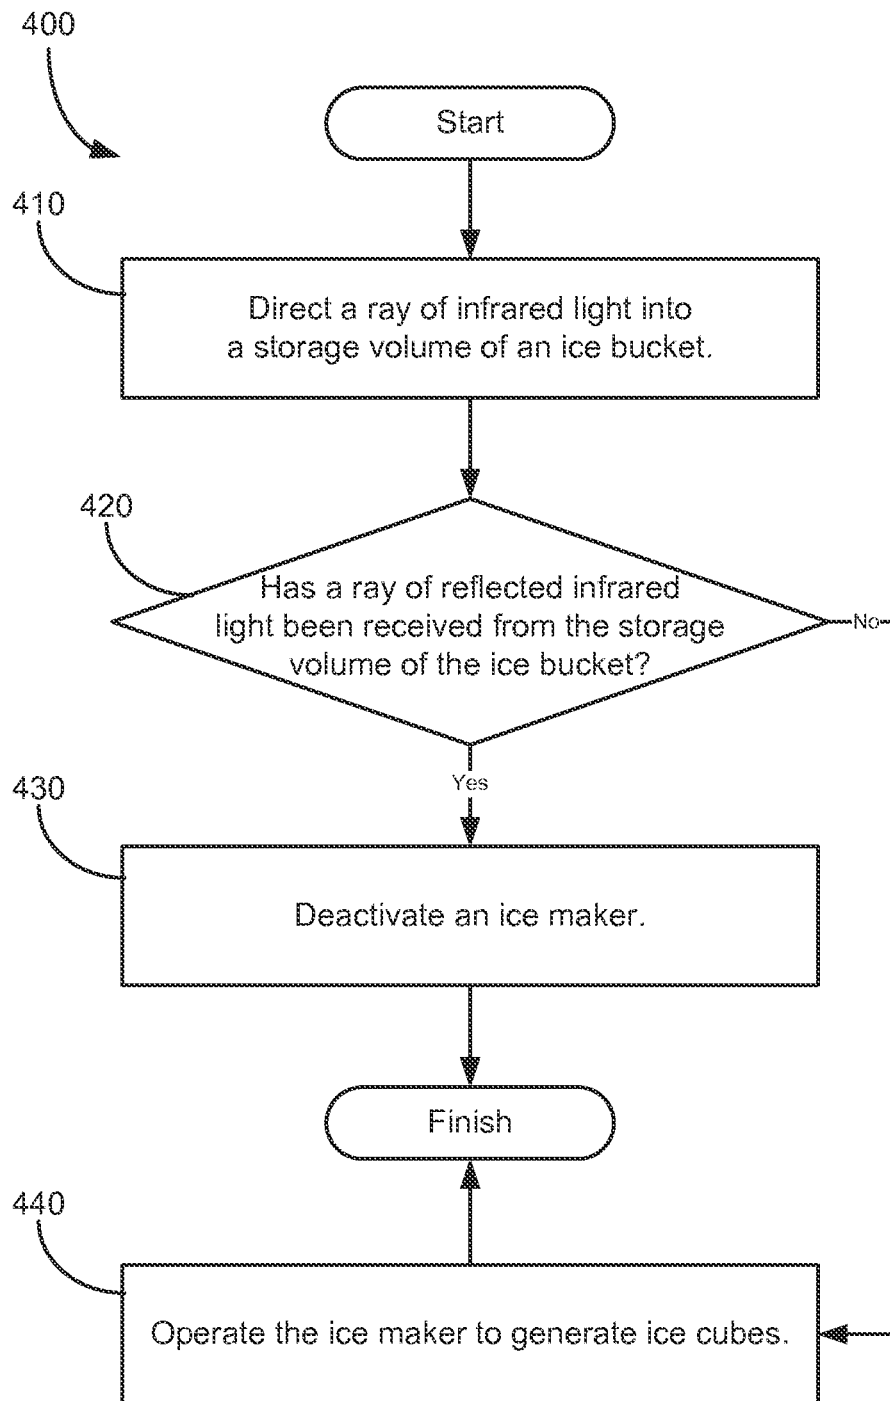 400
Start
410
Direct a ray of infrared light into
a storage volume of an ice bucket.
420
Has a ray of reflected infrared
light been received from the storage
volume of the ice bucket?
No
Yes
430
Deactivate an ice maker.
Finish
440
Operate the ice maker to generate ice cubes.